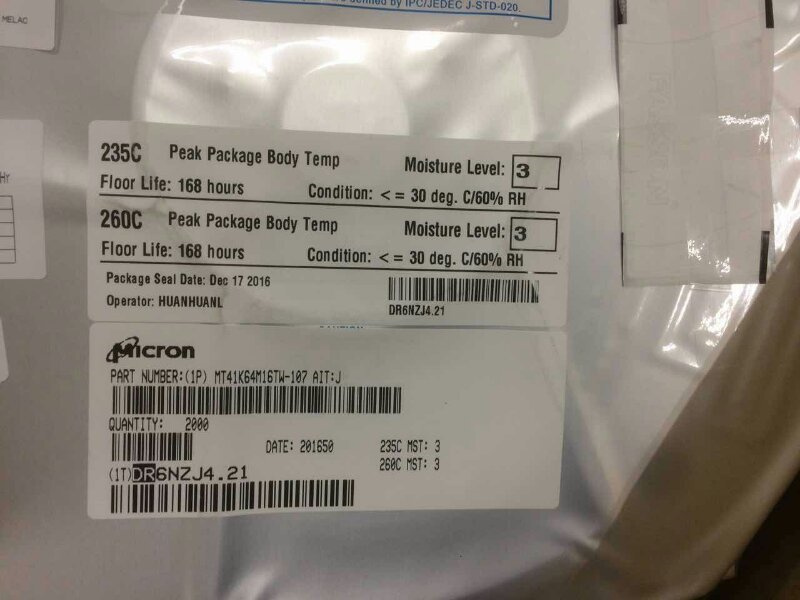 MELAC
defined by IPC/JEDEC J-STD-020.
235C Peak Package Body Temp Moisture Level: 3
Floor Life: 168 hours Condition: < = 30 deg. C/60% RH
260C Peak Package Body Temp Moisture Level: 3
Floor Life: 168 hours Condition: < = 30 deg. C/60% RH
Package Seal Date: Dec 17 2016
Operator: HUANHUANL
DR6NZJ4.21
CAUTION
Micron
PART NUMBER:(1P) MT41K64M16TW-107 AIT:J
QUANTITY: 2000
DATE: 201650 235C MST: 3
260C MST: 3
(1T)DR6NZJ4.21